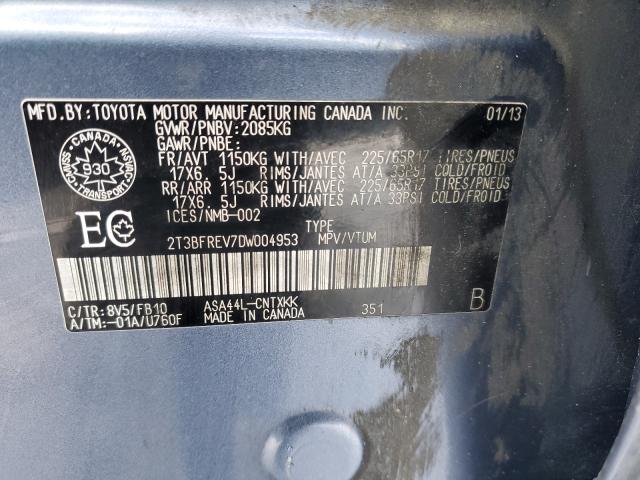 MFD.BY:TOYOTA MOTOR MANUFACTURING CANADA INC. 01/13
GVWR/PNBV:2085KG
GAWR/PNBE:
FR/AVT 1150KG WITH/AVEC 225/65R17 TIRES/PNEUS
17X6.5J RIMS/JANTES AT/A 33PSI COLD/FROID
RR/ARR 1150KG WITH/AVEC 225/65R17 TIRES/PNEUS
17X6.5J RIMS/JANTES AT/A 33PSI COLD/FROID
ICES/NMB-002
CANADA
930
TRANSPORT
EC
TYPE
2T3BFREV7DW004953 MPV/VTUM
C/TR:8V5/FB10 ASA44L-CNTXKK 351 B
A/TM:-01A/U760F MADE IN CANADA